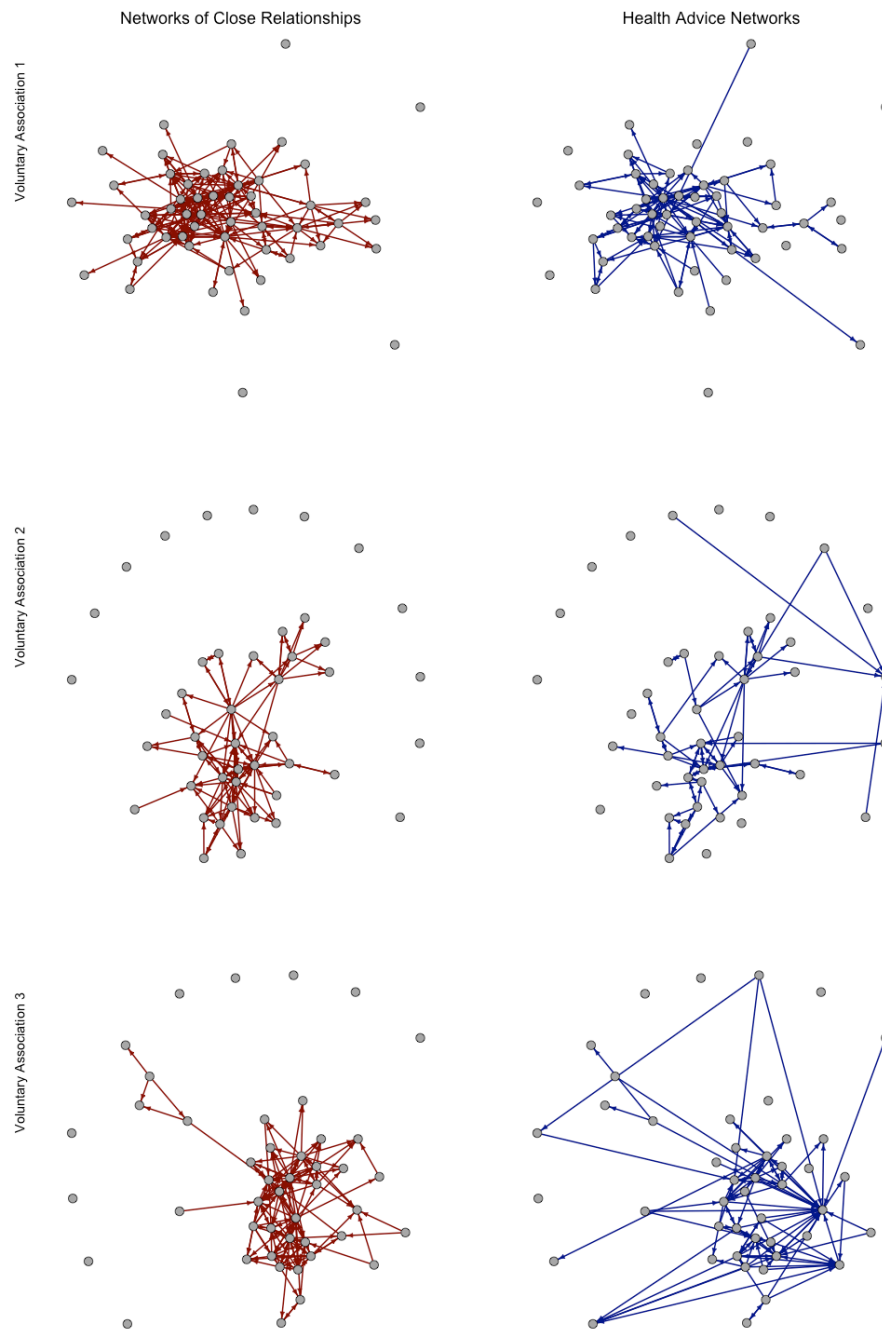 Networks of Close Relationships
Health Advice Networks
Voluntary Association 1
Voluntary Association 2
Voluntary Association 3